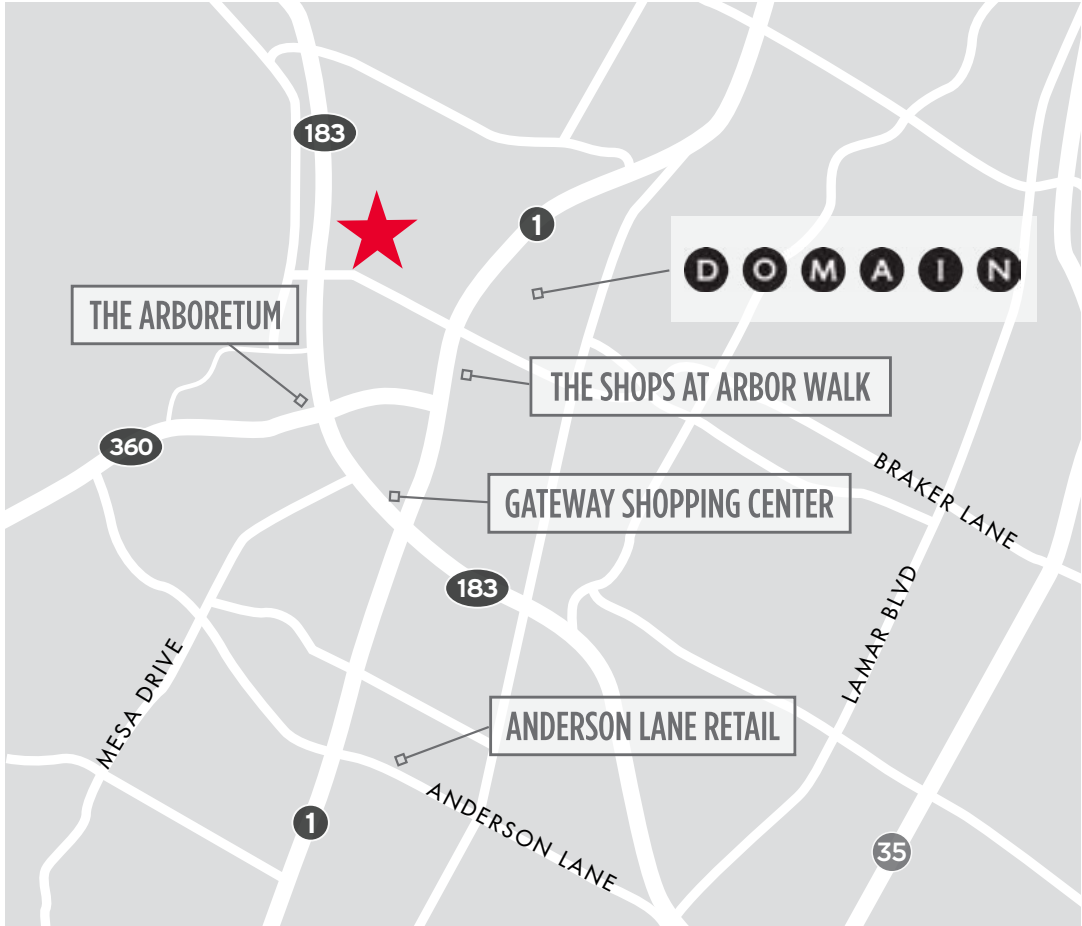 183
1
DOMAIN
THE ARBORETUM
THE SHOPS AT ARBOR WALK
360
BRAKER LANE
GATEWAY SHOPPING CENTER
183
LAMAR BLVD
MESA DRIVE
ANDERSON LANE RETAIL
ANDERSON LANE
1
35